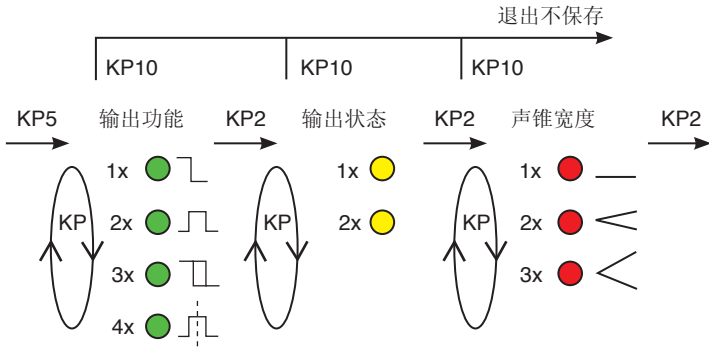 退出不保存
KP10 KP10 KP10
KP5 输出功能 KP2 输出状态 KP2 声锥宽度 KP2
1x 1x 1x
KP 2x KP 2x KP 2x
3x 3x
4x